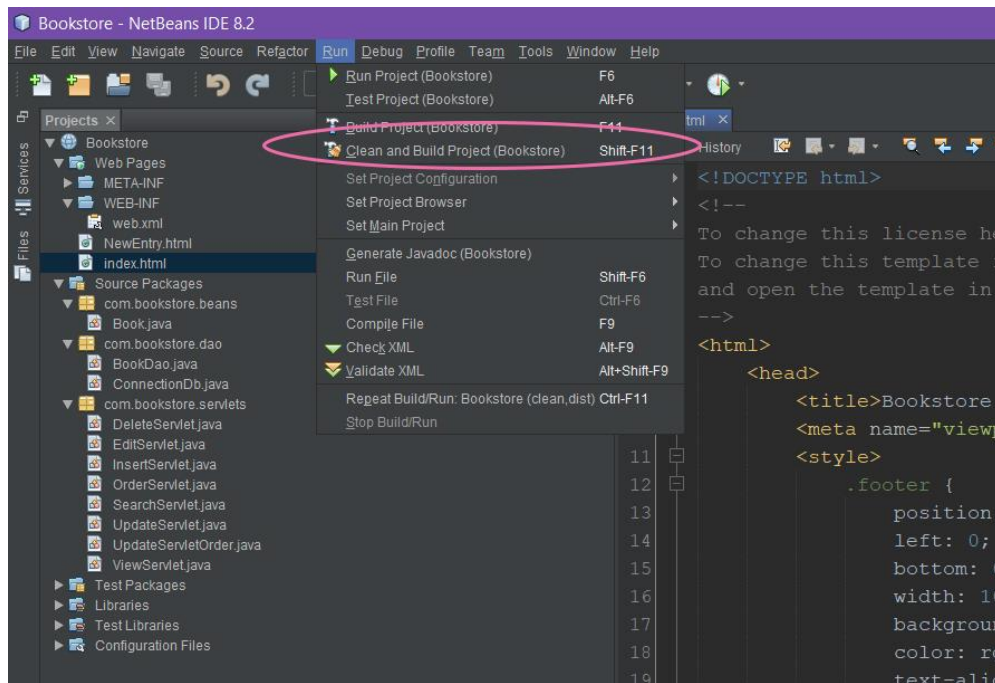 Bookstore - NetBeans IDE 8.2
File Edit View Navigate Source Refactor Run Debug Profile Team Tools Window Help
Run Project (Bookstore) F6
Test Project (Bookstore) Alt-F6
Build Project (Bookstore) F11
Clean and Build Project (Bookstore) Shift-F11
Set Project Configuration
Set Project Browser
Set Main Project
Generate Javadoc (Bookstore)
Run File Shift-F6
Test File Ctrl-F6
Compile File F9
Check XML Alt-F9
Validate XML Alt+Shift-F9
Repeat Build/Run: Bookstore (clean,dist) Ctrl-F11
Stop Build/Run
Services
Files
Projects
Bookstore
Web Pages
META-INF
WEB-INF
web.xml
NewEntry.html
index.html
Source Packages
com.bookstore.beans
Book.java
com.bookstore.dao
BookDao.java
ConnectionDb.java
com.bookstore.servlets
DeleteServlet.java
EditServlet.java
InsertServlet.java
OrderServlet.java
SearchServlet.java
UpdateServlet.java
UpdateServletOrder.java
ViewServlet.java
Test Packages
Libraries
Test Libraries
Configuration Files
tml
History
<!DOCTYPE html>
<!--
To change this license he
To change this template
and open the template in
-->
<html>
<head>
<title>Bookstore
<meta name="view
11 <style>
12 .footer {
13 position
14 left: 0;
15 bottom:
16 width: 1
17 backgrou
18 color: r
19 text-ali